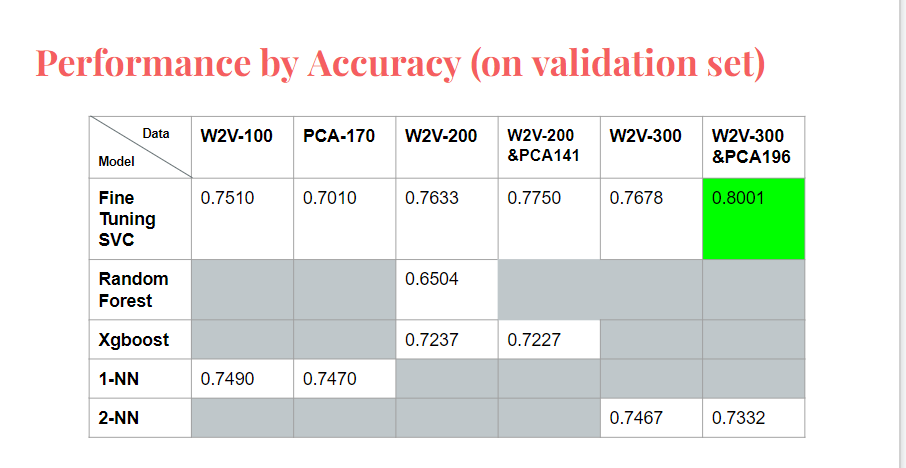 Performance by Accuracy (on validation set)
Data
Model
W2V-100
PCA-170
W2V-200
W2V-200
&PCA141
W2V-300
W2V-300
&PCA196
Fine
Tuning
SVC
0.7510
0.7010
0.7633
0.7750
0.7678
0.8001
Random
Forest
0.6504
Xgboost
0.7237
0.7227
1-NN
0.7490
0.7470
2-NN
0.7467
0.7332